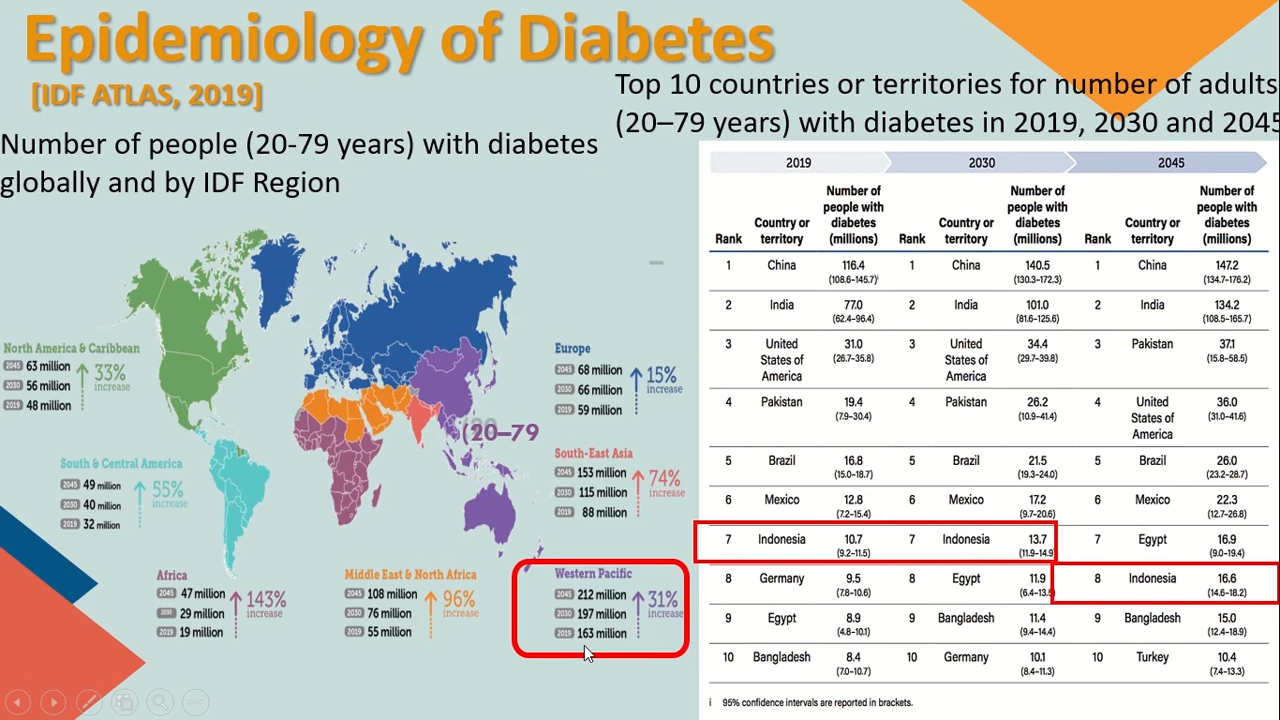 Epidemiology of Diabetes
[IDF ATLAS, 2019]
Number of people (20-79 years) with diabetes
globally and by IDF Region
North America & Caribbean
2045 63 million
2030 56 million
2019 48 million
33%
increase
South & Central America
2045 49 million
2030 40 million
2019 32 million
55%
increase
Africa
2045 47 million
2030 29 million
2019 19 million
143%
increase
Middle East & North Africa
2045 108 million
2030 76 million
2019 55 million
96%
increase
Europe
2045 68 million
2030 66 million
2019 59 million
15%
increase
South-East Asia
2045 153 million
2030 115 million
2019 88 million
74%
increase
Western Pacific
2045 212 million
2030 197 million
2019 163 million
31%
increase
(20–79
Top 10 countries or territories for number of adults
(20–79 years) with diabetes in 2019, 2030 and 2045
2019 2030 2045
Rank Country or territory Number of people with diabetes (millions) Rank Country or territory Number of people with diabetes (millions) Rank Country or territory Number of people with diabetes (millions)
1 China 116.4 1 China 140.5 1 China 147.2
(108.6–145.7)i (130.3–172.3) (134.7–176.2)
2 India 77.0 2 India 101.0 2 India 134.2
(62.4–96.4) (81.6–125.6) (108.5–165.7)
3 United States of America 31.0 3 United States of America 34.4 3 Pakistan 37.1
(26.7–35.8) (29.7–39.8) (15.8–58.5)
4 Pakistan 19.4 4 Pakistan 26.2 4 United States of America 36.0
(7.9–30.4) (10.9–41.4) (31.0–41.6)
5 Brazil 16.8 5 Brazil 21.5 5 Brazil 26.0
(15.0–18.7) (19.3–24.0) (23.2–28.7)
6 Mexico 12.8 6 Mexico 17.2 6 Mexico 22.3
(7.2–15.4) (9.7–20.6) (12.7–26.8)
7 Indonesia 10.7 7 Indonesia 13.7 7 Egypt 16.9
(9.2–11.5) (11.9–14.9 (9.0–19.4)
8 Germany 9.5 8 Egypt 11.9 8 Indonesia 16.6
(7.8–10.6) (6.4–13.5 (14.6–18.2)
9 Egypt 8.9 9 Bangladesh 11.4 9 Bangladesh 15.0
(4.8–10.1) (9.4–14.4) (12.4–18.9)
10 Bangladesh 8.4 10 Germany 10.1 10 Turkey 10.4
(7.0–10.7) (8.4–11.3) (7.4–13.3)
i 95% confidence intervals are reported in brackets.